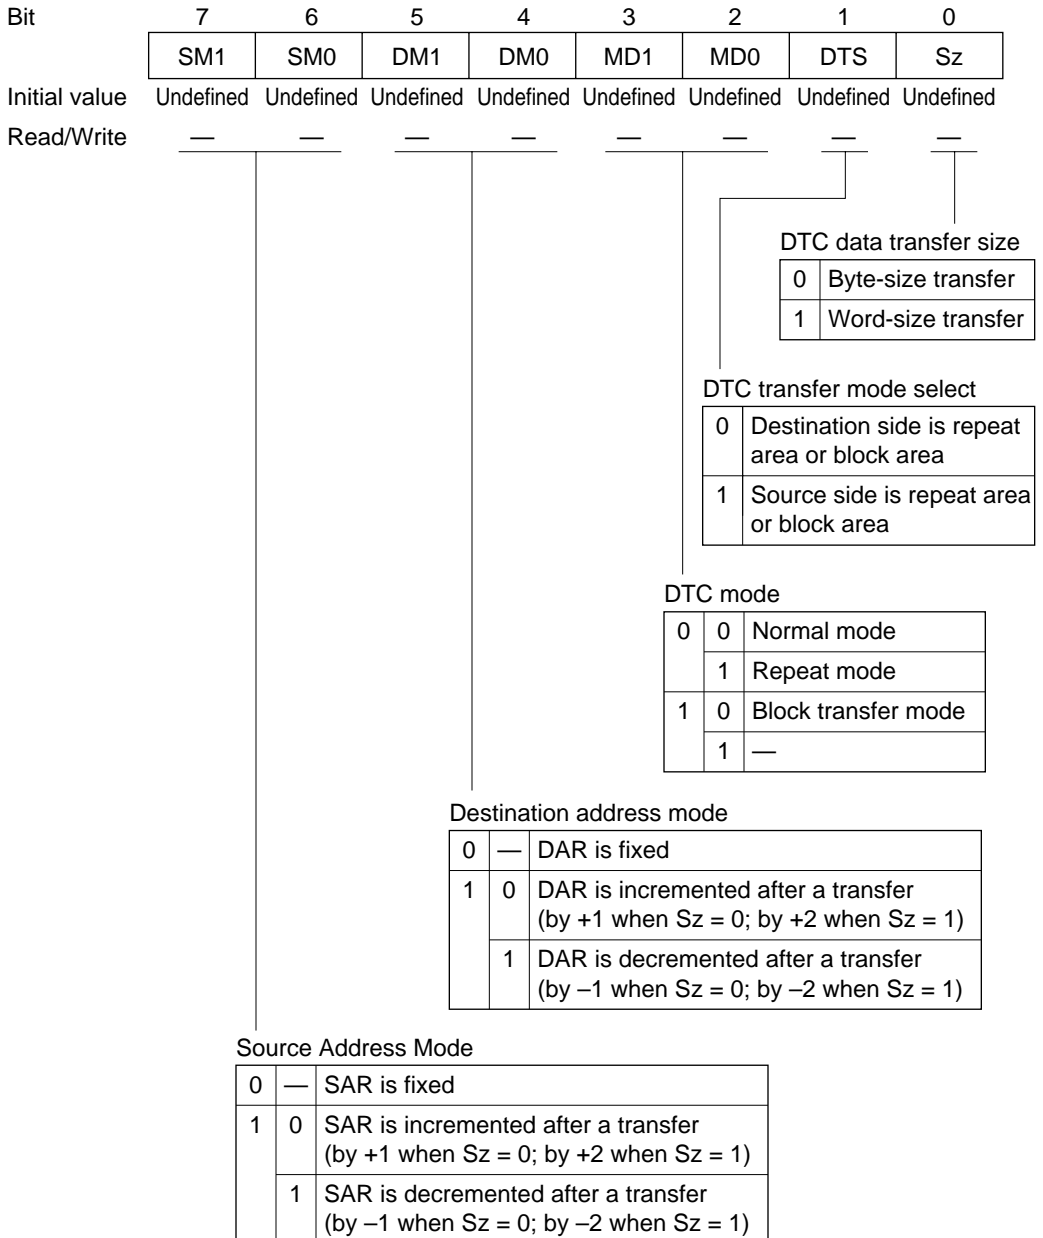 Bit 7 6 5 4 3 2 1 0
SM1 SM0 DM1 DM0 MD1 MD0 DTS Sz
Initial value Undefined Undefined Undefined Undefined Undefined Undefined Undefined Undefined
Read/Write — — — — — — — —
DTC data transfer size
0 Byte-size transfer
1 Word-size transfer
DTC transfer mode select
0 Destination side is repeat
area or block area
1 Source side is repeat area
or block area
DTC mode
0 0 Normal mode
1 Repeat mode
1 0 Block transfer mode
1 —
Destination address mode
0 — DAR is fixed
1 0 DAR is incremented after a transfer
(by +1 when Sz = 0; by +2 when Sz = 1)
1 DAR is decremented after a transfer
(by –1 when Sz = 0; by –2 when Sz = 1)
Source Address Mode
0 — SAR is fixed
1 0 SAR is incremented after a transfer
(by +1 when Sz = 0; by +2 when Sz = 1)
1 SAR is decremented after a transfer
(by –1 when Sz = 0; by –2 when Sz = 1)